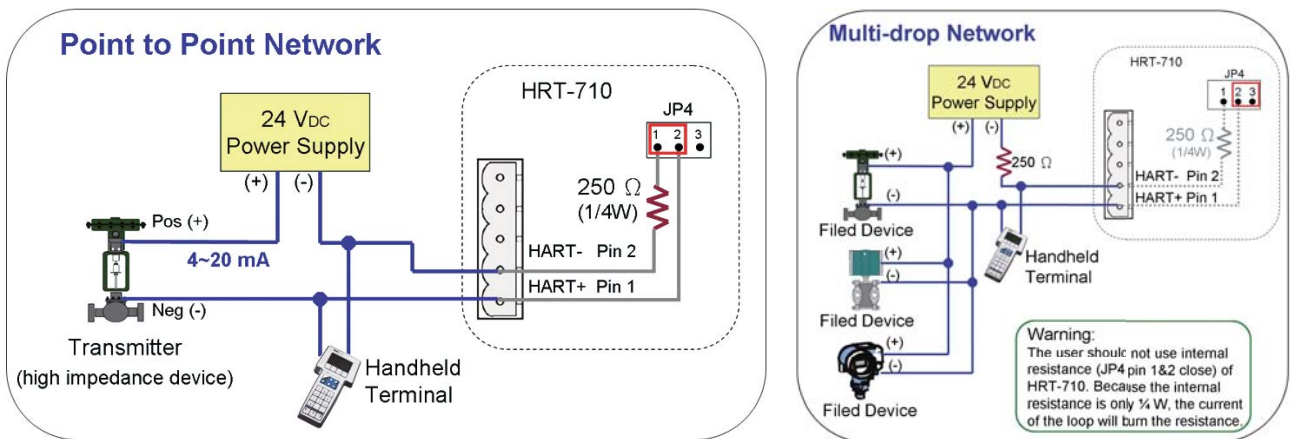 Point to Point Network
24 VDC
Power Supply
(+) (-)
Pos (+)
4~20 mA
Neg (-)
Transmitter
(high impedance device)
Handheld
Terminal
HRT-710
JP4
1 2 3
250 Ω
(1/4W)
HART- Pin 2
HART+ Pin 1
Multi-drop Network
24 VDC
Power Supply
(+) (-)
250 Ω
(+)
(-)
Filed Device
(+)
(-)
Filed Device
(+)
(-)
Filed Device
Handheld
Terminal
HRT-710
JP4
1 2 3
250 Ω
(1/4W)
HART- Pin 2
HART+ Pin 1
Warning:
The user should not use internal
resistance (JP4 pin 1&2 close) of
HRT-710. Because the internal
resistance is only ¼ W, the current
of the loop will burn the resistance.